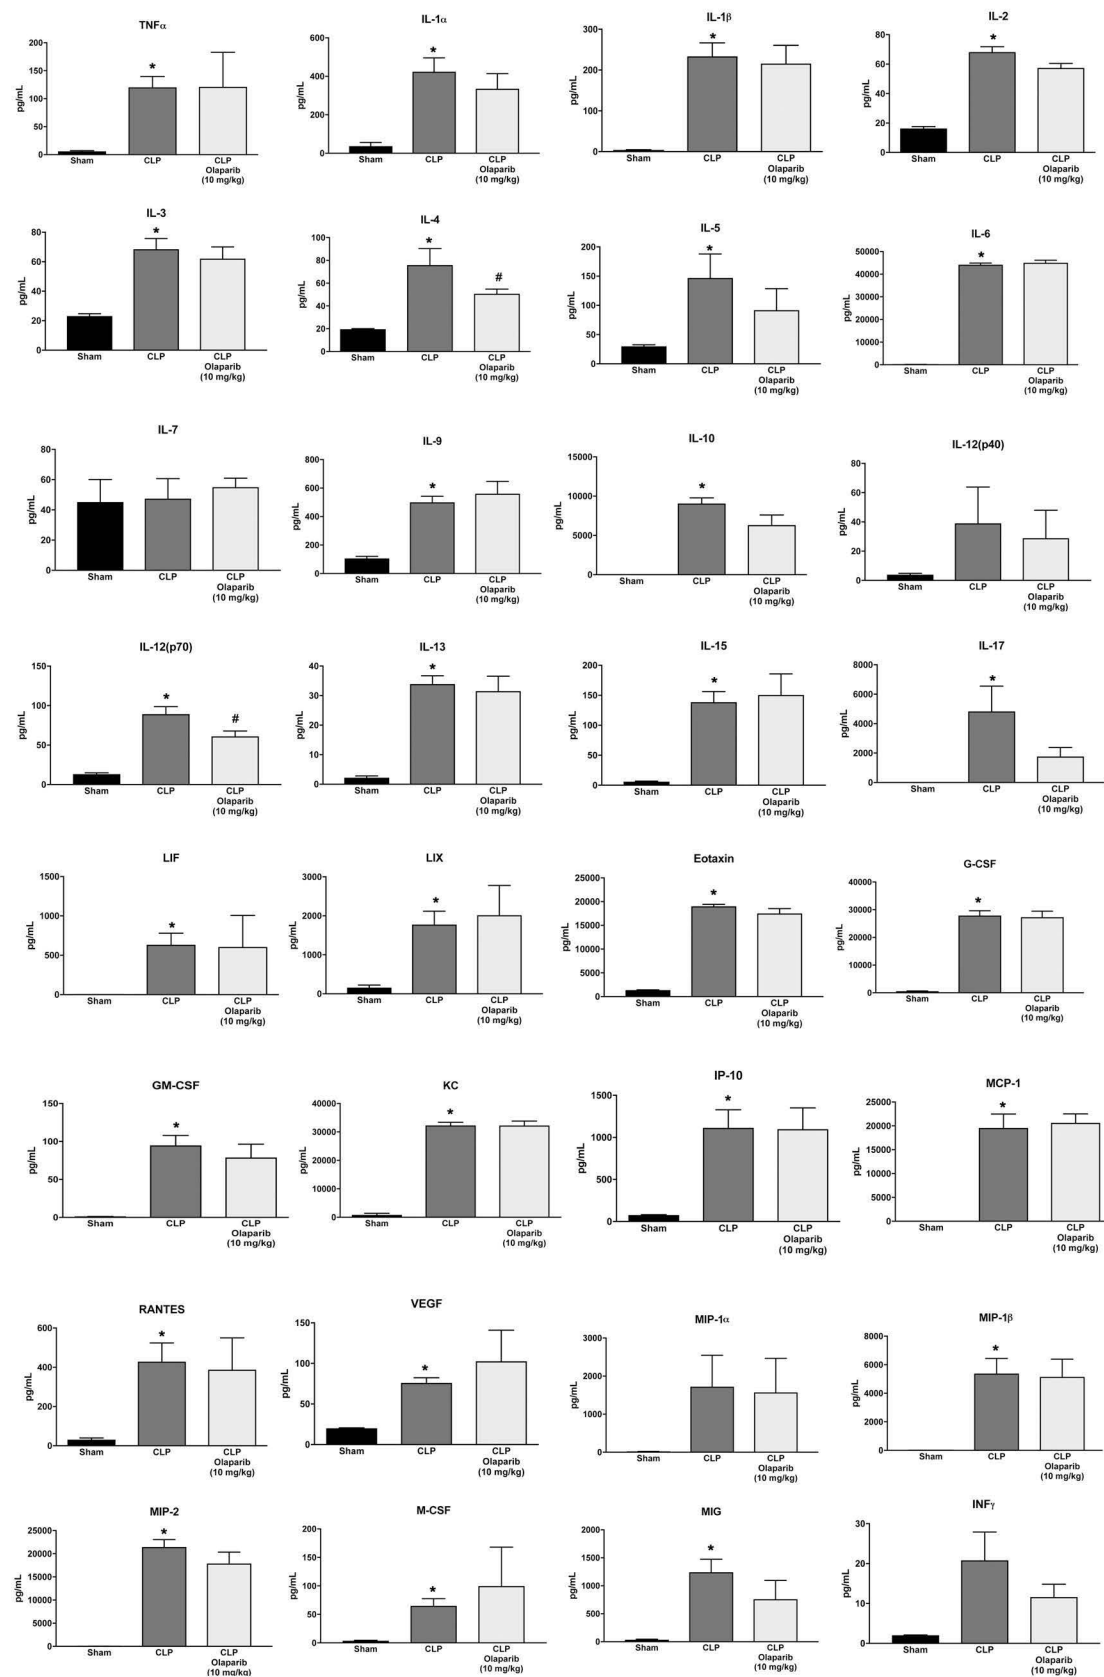 TNFα
pg/mL
200
150
100
50
0
*
Sham
CLP
CLP
Olaparib
(10 mg/kg)
IL-1α
pg/mL
600
400
200
0
*
Sham
CLP
CLP
Olaparib
(10 mg/kg)
IL-1β
pg/mL
300
200
100
0
*
Sham
CLP
CLP
Olaparib
(10 mg/kg)
IL-2
pg/mL
80
60
40
20
0
*
Sham
CLP
CLP
Olaparib
(10 mg/kg)
IL-3
pg/mL
80
60
40
20
0
*
Sham
CLP
CLP
Olaparib
(10 mg/kg)
IL-4
pg/mL
100
80
60
40
20
0
*
#
Sham
CLP
CLP
Olaparib
(10 mg/kg)
IL-5
pg/mL
200
150
100
50
0
*
Sham
CLP
CLP
Olaparib
(10 mg/kg)
IL-6
pg/mL
50000
40000
30000
20000
10000
0
*
Sham
CLP
CLP
Olaparib
(10 mg/kg)
IL-7
pg/mL
80
60
40
20
0
Sham
CLP
CLP
Olaparib
(10 mg/kg)
IL-9
pg/mL
800
600
400
200
0
*
Sham
CLP
CLP
Olaparib
(10 mg/kg)
IL-10
pg/mL
15000
10000
5000
0
*
Sham
CLP
CLP
Olaparib
(10 mg/kg)
IL-12(p40)
pg/mL
80
60
40
20
0
Sham
CLP
CLP
Olaparib
(10 mg/kg)
IL-12(p70)
pg/mL
150
100
50
0
*
#
Sham
CLP
CLP
Olaparib
(10 mg/kg)
IL-13
pg/mL
40
30
20
10
0
*
Sham
CLP
CLP
Olaparib
(10 mg/kg)
IL-15
pg/mL
200
150
100
50
0
*
Sham
CLP
CLP
Olaparib
(10 mg/kg)
IL-17
pg/mL
8000
6000
4000
2000
0
*
Sham
CLP
CLP
Olaparib
(10 mg/kg)
LIF
pg/mL
1500
1000
500
0
*
Sham
CLP
CLP
Olaparib
(10 mg/kg)
LIX
pg/mL
3000
2000
1000
0
*
Sham
CLP
CLP
Olaparib
(10 mg/kg)
Eotaxin
pg/mL
25000
20000
15000
10000
5000
0
*
Sham
CLP
CLP
Olaparib
(10 mg/kg)
G-CSF
pg/mL
40000
30000
20000
10000
0
*
Sham
CLP
CLP
Olaparib
(10 mg/kg)
GM-CSF
pg/mL
150
100
50
0
*
Sham
CLP
CLP
Olaparib
(10 mg/kg)
KC
pg/mL
40000
30000
20000
10000
0
*
Sham
CLP
CLP
Olaparib
(10 mg/kg)
IP-10
pg/mL
1500
1000
500
0
*
Sham
CLP
CLP
Olaparib
(10 mg/kg)
MCP-1
pg/mL
25000
20000
15000
10000
5000
0
*
Sham
CLP
CLP
Olaparib
(10 mg/kg)
RANTES
pg/mL
600
400
200
0
*
Sham
CLP
CLP
Olaparib
(10 mg/kg)
VEGF
pg/mL
150
100
50
0
*
Sham
CLP
CLP
Olaparib
(10 mg/kg)
MIP-1α
pg/mL
3000
2000
1000
0
Sham
CLP
CLP
Olaparib
(10 mg/kg)
MIP-1β
pg/mL
8000
6000
4000
2000
0
*
Sham
CLP
CLP
Olaparib
(10 mg/kg)
MIP-2
pg/mL
25000
20000
15000
10000
5000
0
*
Sham
CLP
CLP
Olaparib
(10 mg/kg)
M-CSF
pg/mL
200
150
100
50
0
*
Sham
CLP
CLP
Olaparib
(10 mg/kg)
MIG
pg/mL
2000
1500
1000
500
0
*
Sham
CLP
CLP
Olaparib
(10 mg/kg)
INFγ
pg/mL
30
20
10
0
Sham
CLP
CLP
Olaparib
(10 mg/kg)